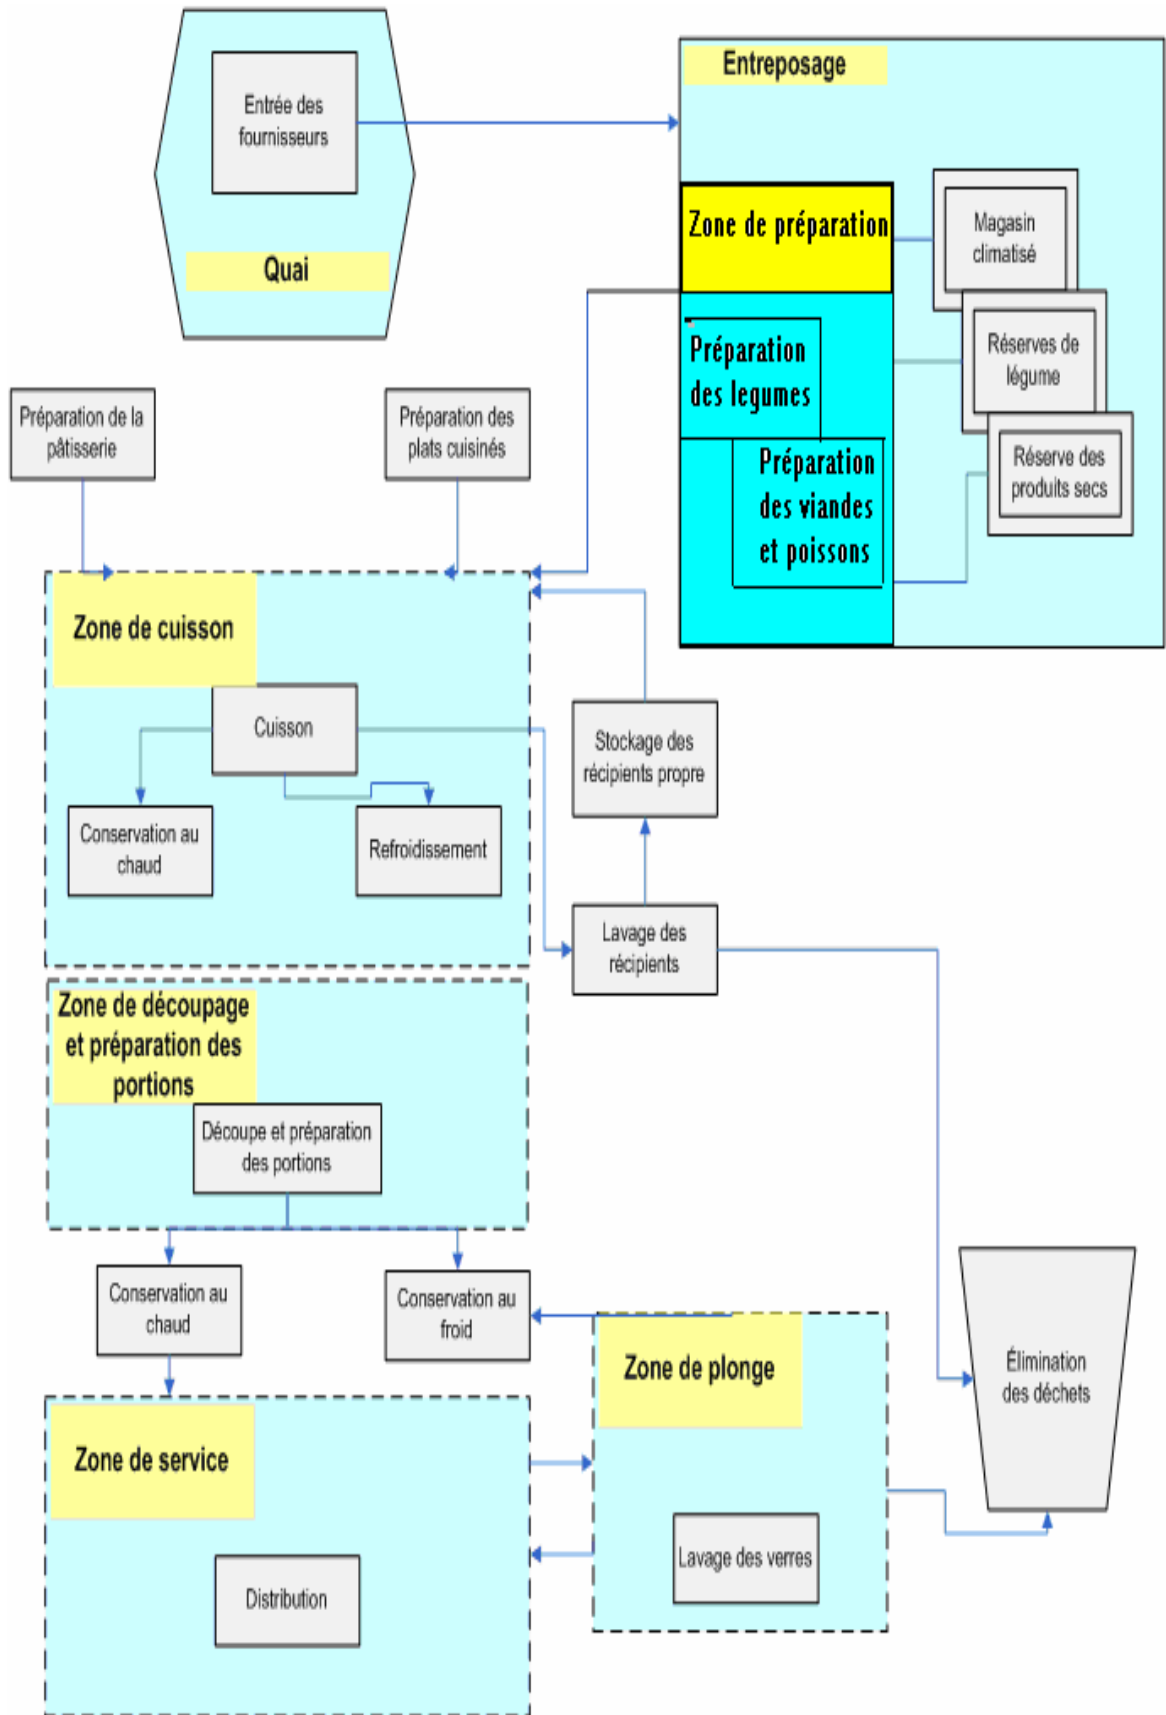 Entrée des
fournisseurs
Quai
Entreposage
Zone de préparation
Magasin
climatisé
Réserves de
légume
Réserve des
produits secs
Préparation
des legumes
Préparation
des viandes
et poissons
Préparation de la
pâtisserie
Préparation des
plats cuisinés
Zone de cuisson
Cuisson
Conservation au
chaud
Refroidissement
Stockage des
récipients propre
Lavage des
récipients
Zone de découpage
et préparation des
portions
Découpe et préparation
des portions
Conservation au
chaud
Conservation au
froid
Zone de plonge
Lavage des verres
Élimination
des déchets
Zone de service
Distribution